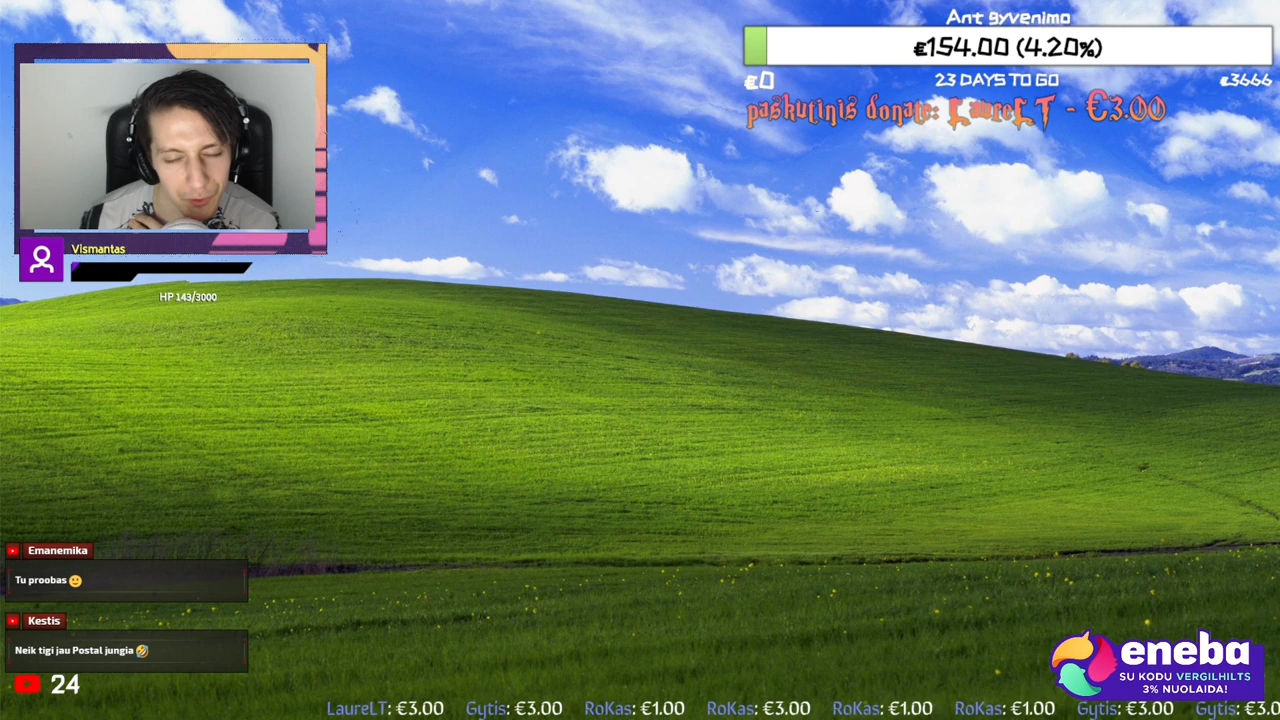 Ant gyvenimo
€154.00 (4.20%)
€0
23 DAYS TO GO
€3666
paskutinis donate: LaureLT - €3.00
Vismantas
HP 143/3000
Emanemika
Tu proobas 🙂
Kestis
Neik tigi jau Postal jungia 🤣
24
eneba
SU KODU VERGILHILTS
3% NUOLAIDA!
LaureLT: €3.00 Gytis: €3.00 RoKas: €1.00 RoKas: €3.00 RoKas: €1.00 RoKas: €1.00 Gytis: €3.00 Gytis: €3.0